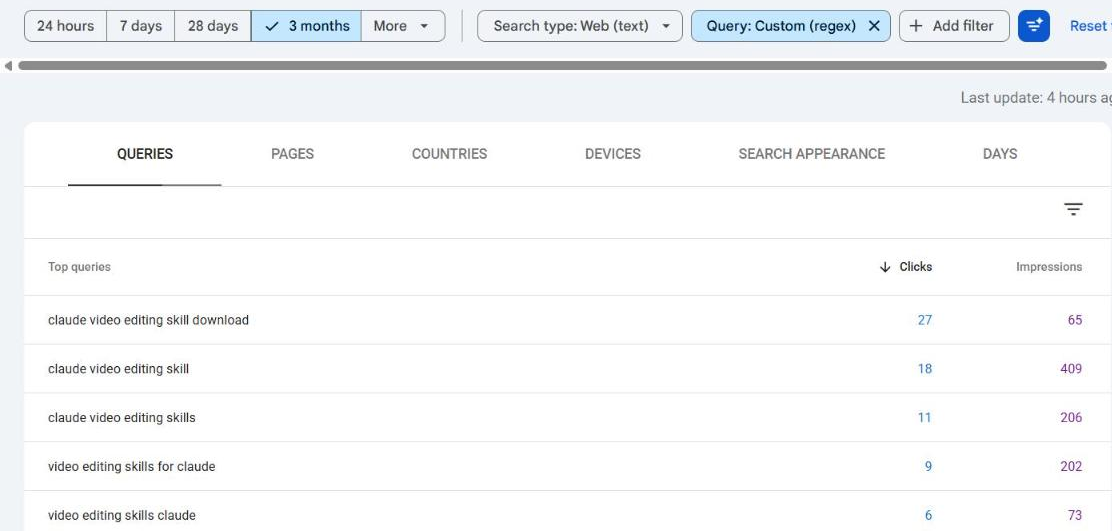 24 hours 7 days 28 days 3 months More Search type: Web (text) Query: Custom (regex) + Add filter Reset
Last update: 4 hours
QUERIES PAGES COUNTRIES DEVICES SEARCH APPEARANCE DAYS
Top queries Clicks Impressions
claude video editing skill download 27 65
claude video editing skill 18 409
claude video editing skills 11 206
video editing skills for claude 9 202
video editing skills claude 6 73